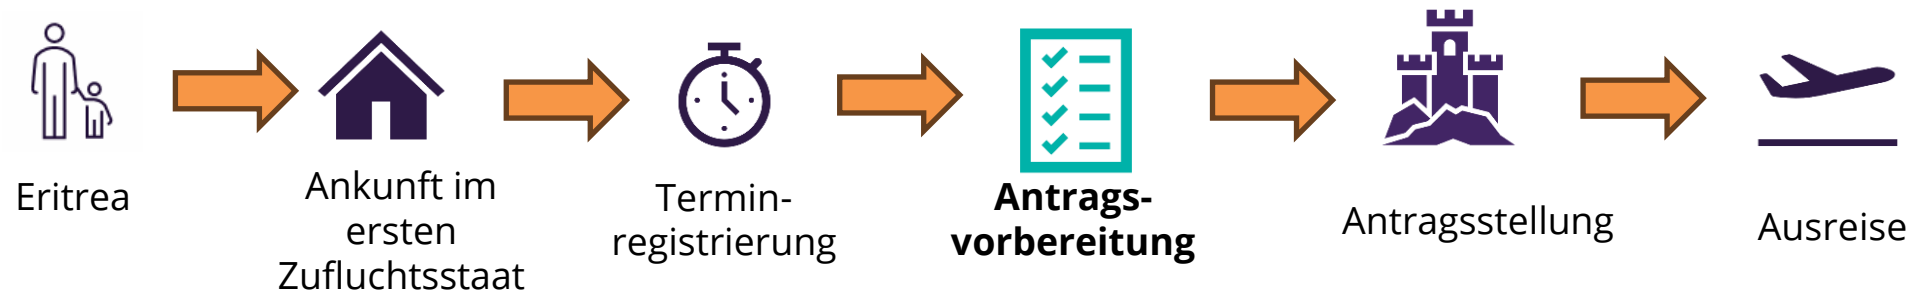 Eritrea
Ankunft im
ersten
Zufluchtsstaat
Termin-
registrierung
Antrags-
vorbereitung
Antragsstellung
Ausreise